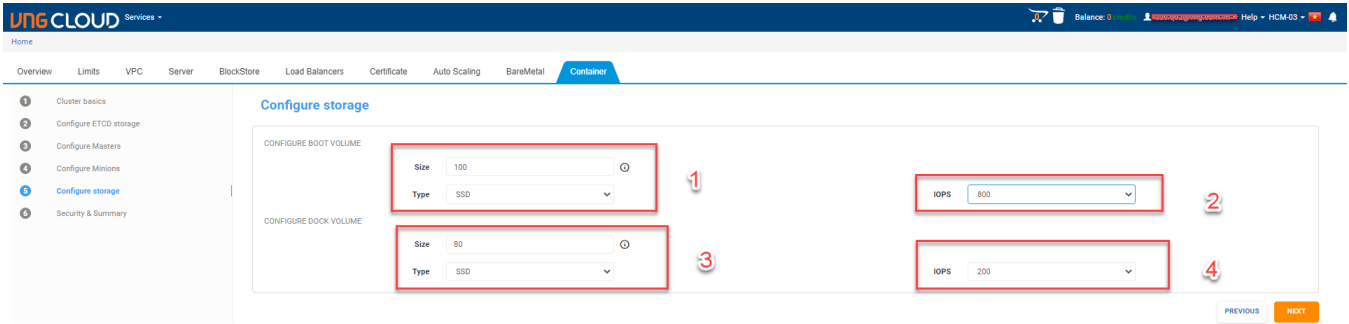 VNG CLOUD Services
Balance: 0 credits Help HCM-03
Home
Overview Limits VPC Server BlockStore Load Balancers Certificate Auto Scaling BareMetal Container
1 Cluster basics
2 Configure ETCD storage
3 Configure Masters
4 Configure Minions
5 Configure storage
6 Security & Summary
Configure storage
CONFIGURE BOOT VOLUME
Size 100
1
Type SSD
IOPS 800
2
CONFIGURE DOCK VOLUME
Size 80
3
Type SSD
IOPS 200
4
PREVIOUS NEXT